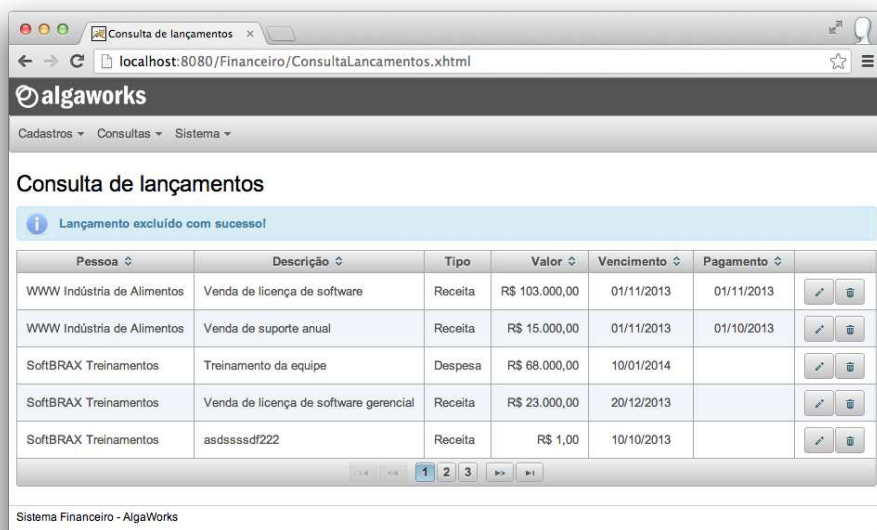 Consulta de lançamentos
localhost:8080/Financeiro/ConsultaLancamentos.xhtml
algaworks
Cadastros Consultas Sistema
Consulta de lançamentos
Lançamento excluído com sucesso!
Pessoa Descrição Tipo Valor Vencimento Pagamento
WWW Indústria de Alimentos Venda de licença de software Receita R$ 103.000,00 01/11/2013 01/11/2013
WWW Indústria de Alimentos Venda de suporte anual Receita R$ 15.000,00 01/11/2013 01/10/2013
SoftBRAX Treinamentos Treinamento da equipe Despesa R$ 68.000,00 10/01/2014
SoftBRAX Treinamentos Venda de licença de software gerencial Receita R$ 23.000,00 20/12/2013
SoftBRAX Treinamentos asdssssdf222 Receita R$ 1,00 10/10/2013
1 2 3
Sistema Financeiro - AlgaWorks